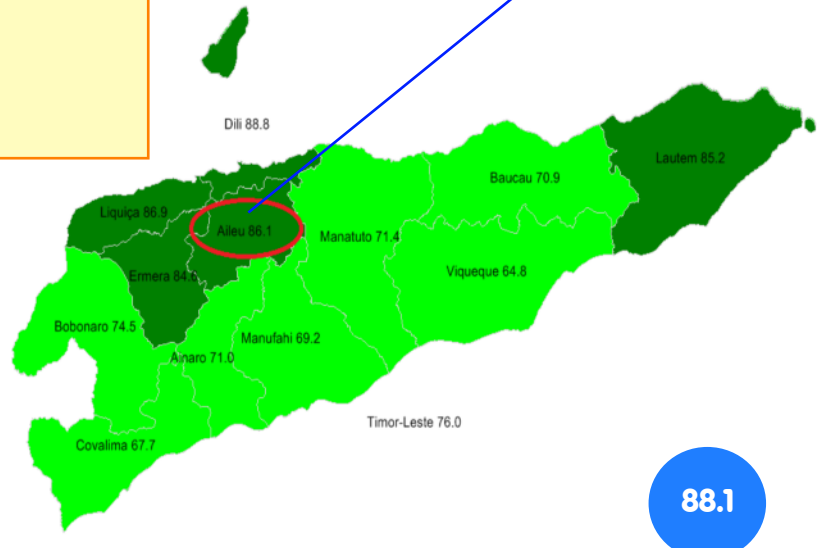 Dili 88.8
Lautem 85.2
Baucau 70.9
Liquiça 86.9
Aileu 86.1
Manatuto 71.4
Ermera 84.6
Viqueque 64.8
Bobonaro 74.5
Manufahi 69.2
Ainaro 71.0
Timor-Leste 76.0
Covalima 67.7
88.1